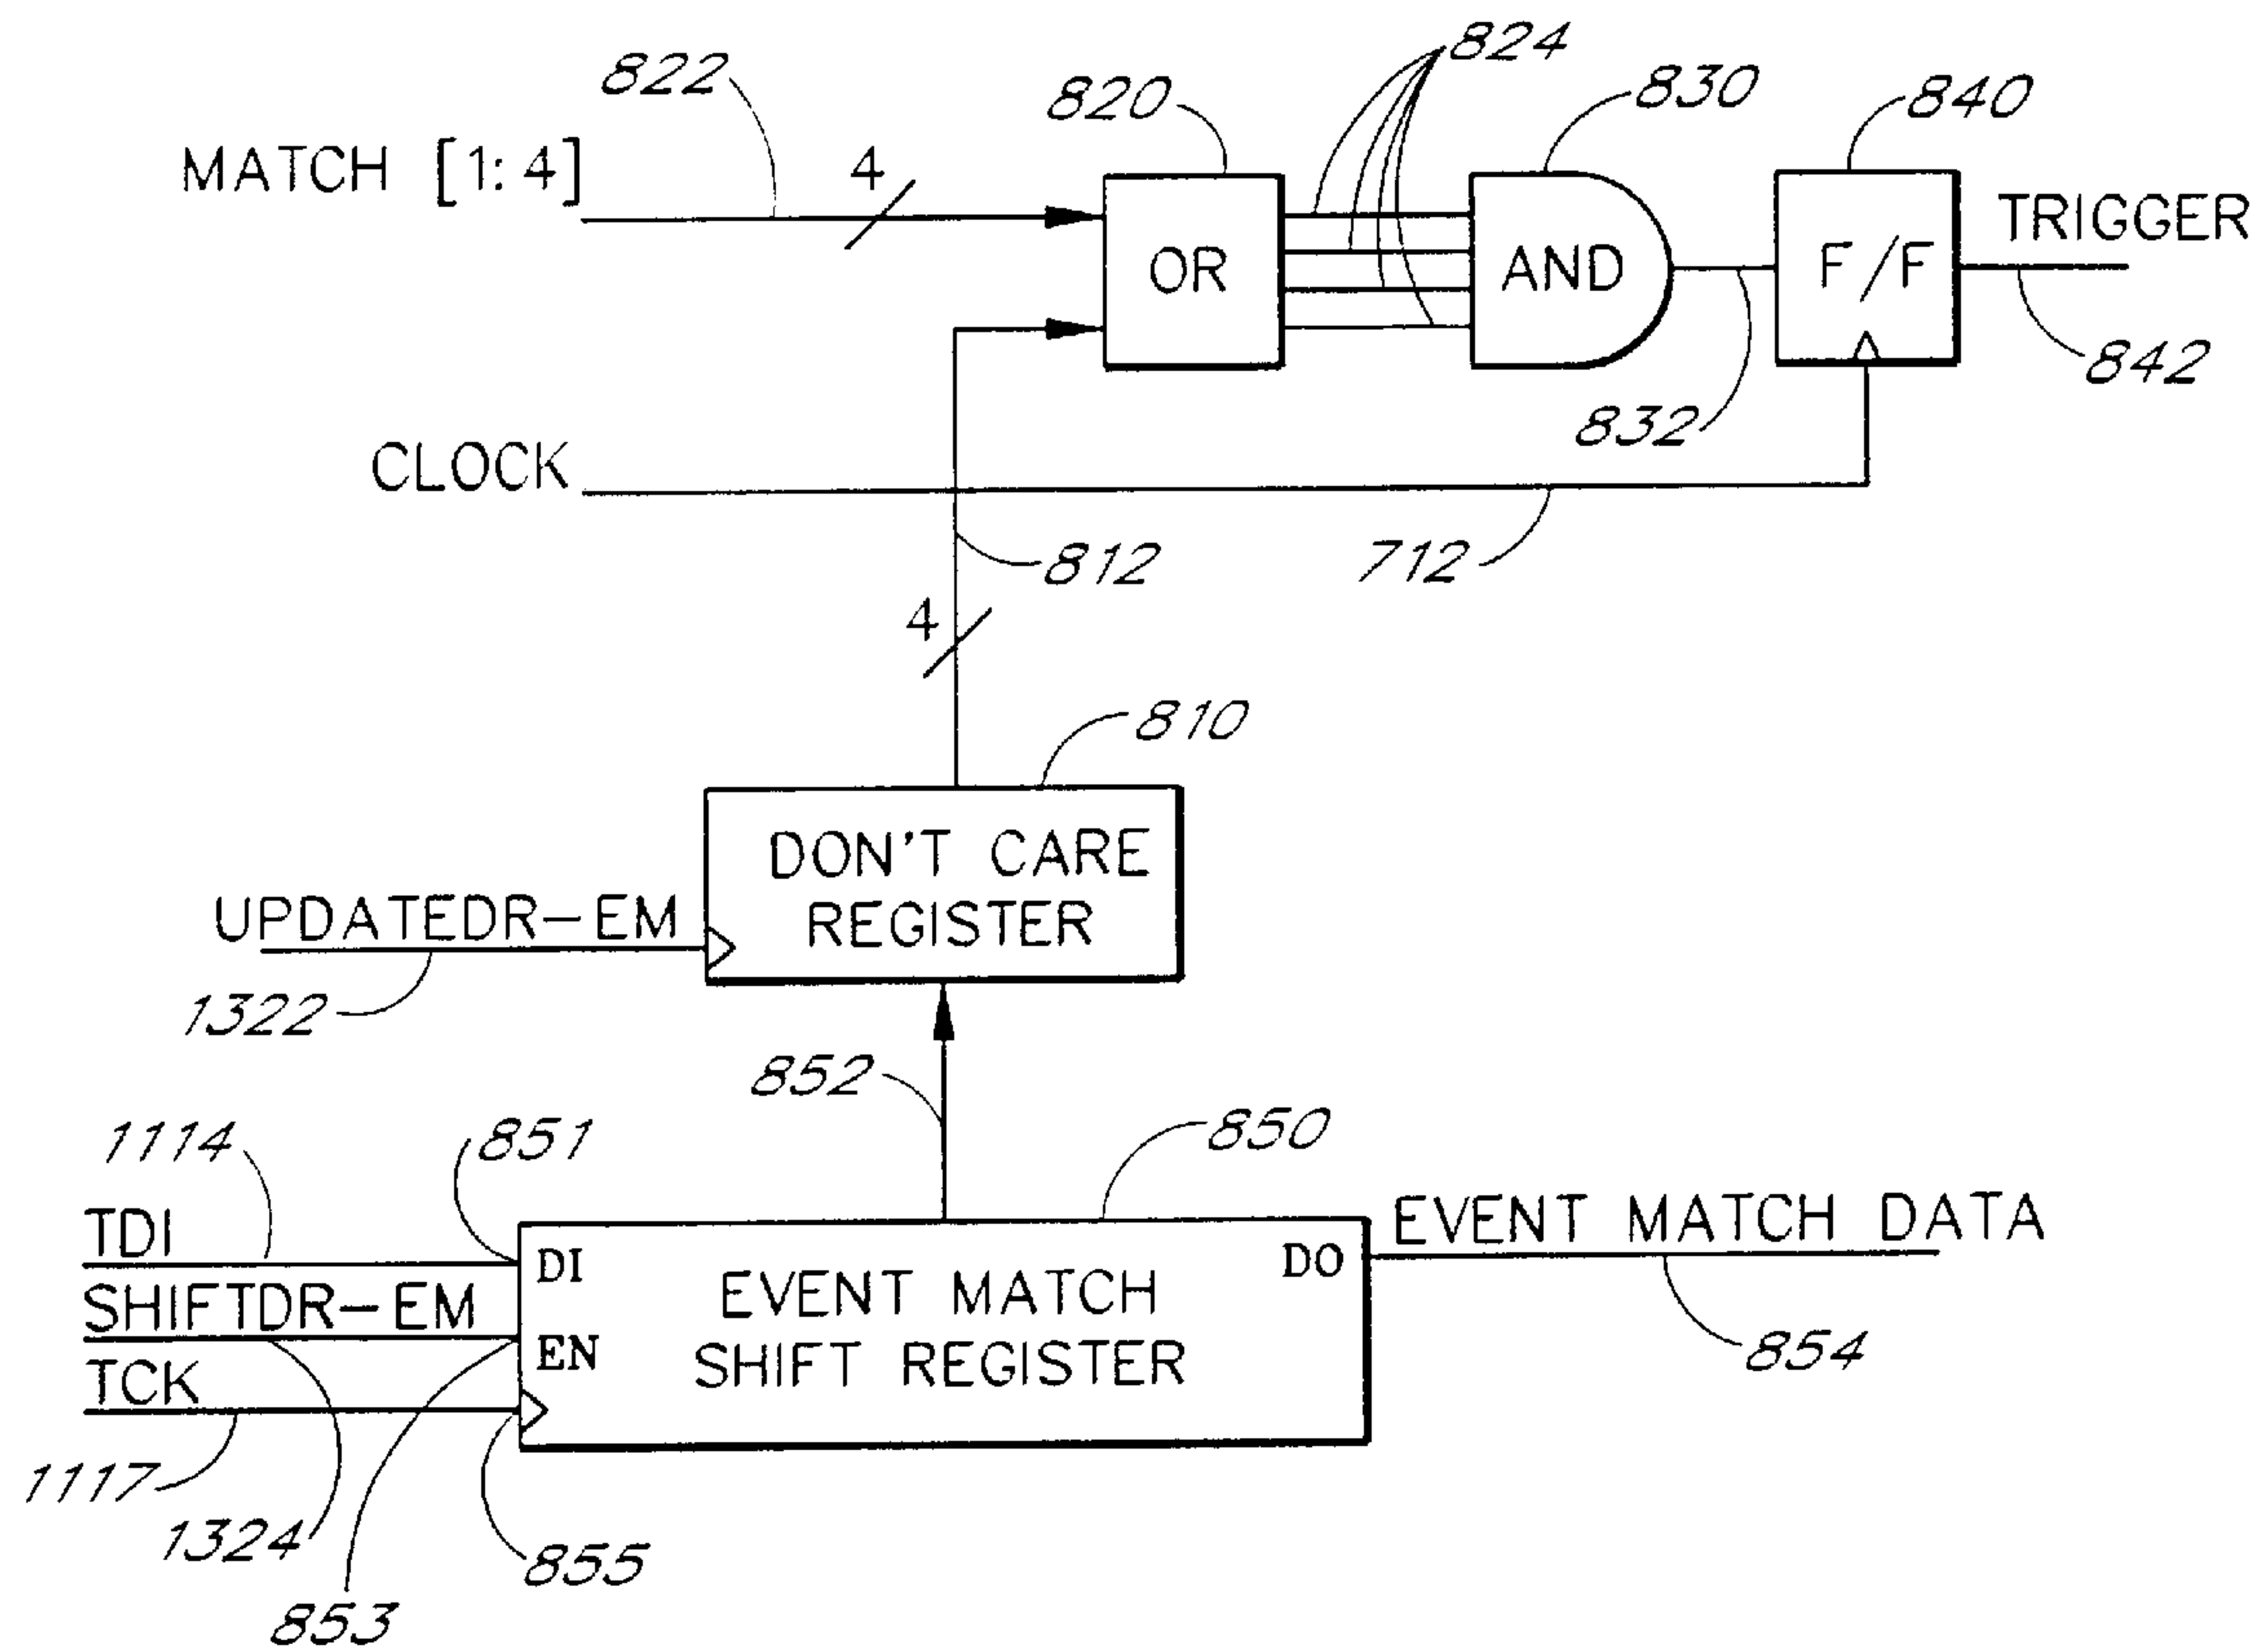 824
822
820
830
840
MATCH [1:4]
4
OR
AND
F/F
TRIGGER
842
832
CLOCK
812
712
4
810
DON'T CARE
REGISTER
UPDATEDR-EM
1322
852
850
1114
851
TDI
DI
DO
EVENT MATCH DATA
SHIFTDR-EM
EVENT MATCH
SHIFT REGISTER
EN
854
TCK
1117
1324
855
853